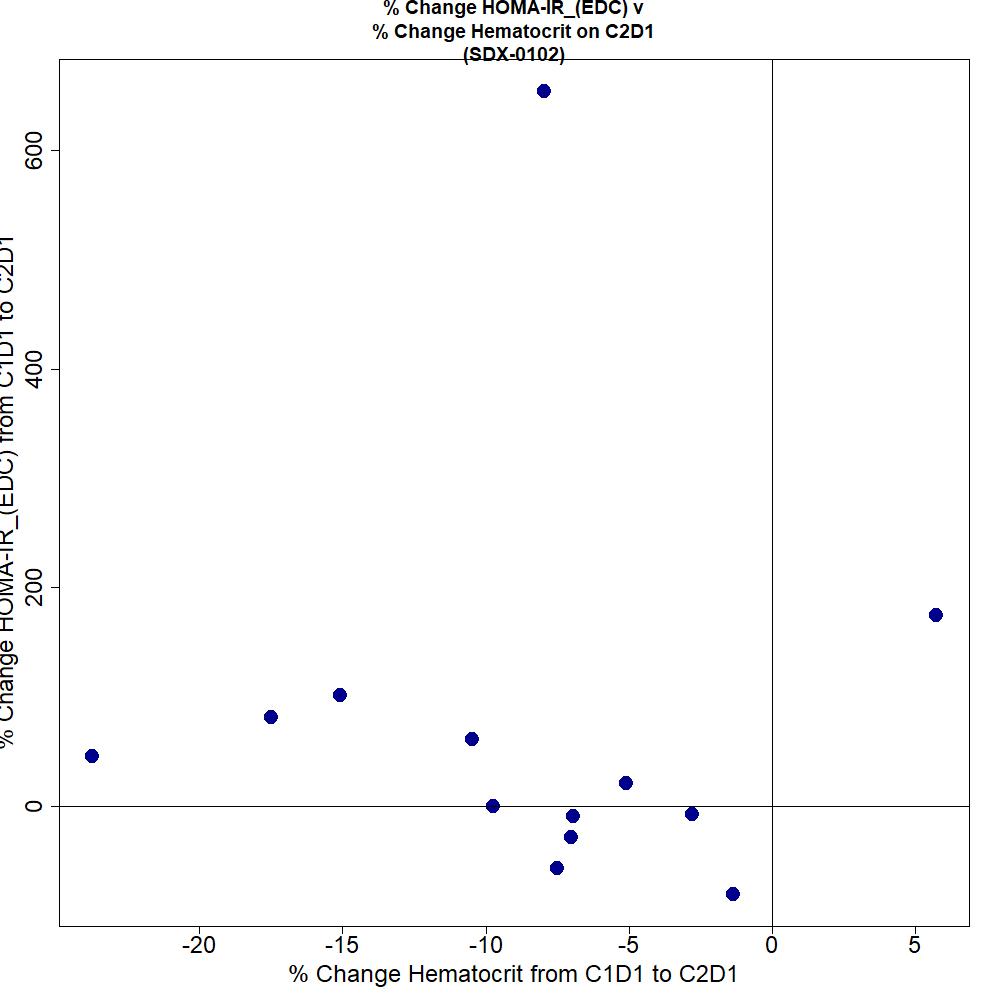 % Change HOMA-IR_(EDC) v
% Change Hematocrit on C2D1
(SDX-0102)
% Change HOMA-IR_(EDC) from C1D1 to C2D1
600
400
200
0
-20
-15
-10
-5
0
5
% Change Hematocrit from C1D1 to C2D1